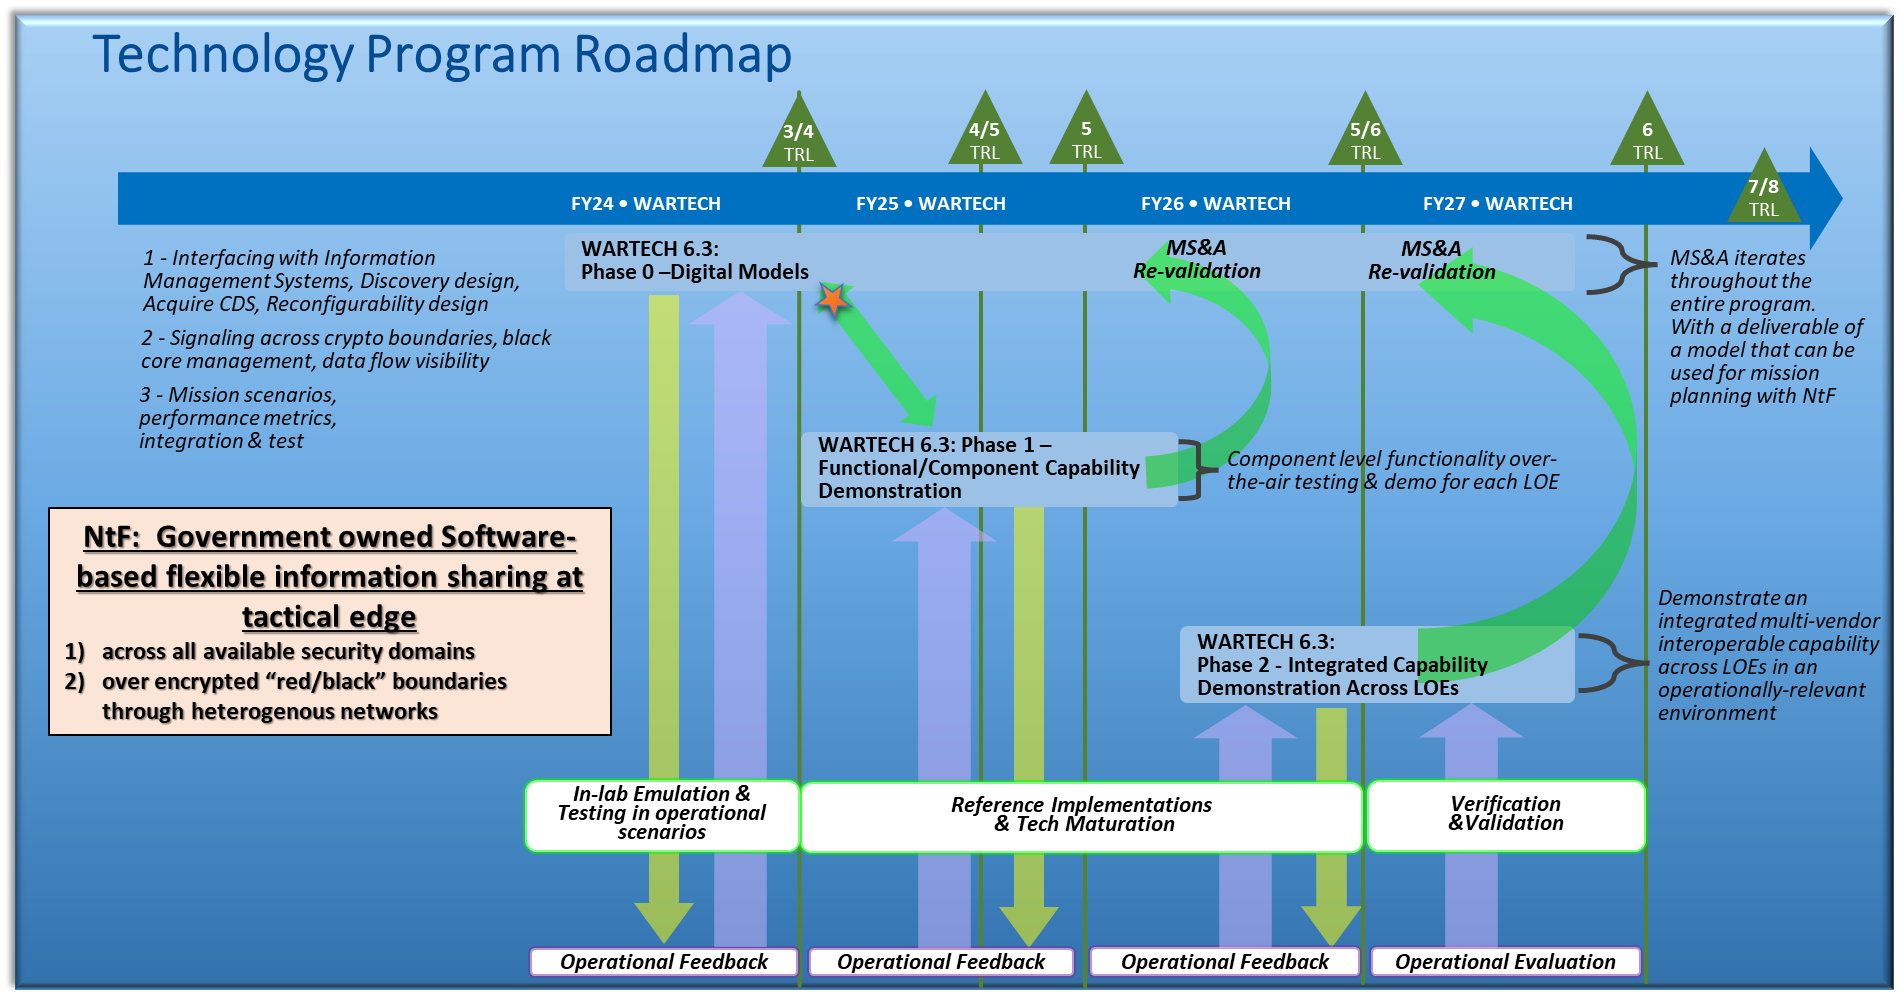 Technology Program Roadmap
3/4
TRL
4/5
TRL
5
TRL
5/6
TRL
6
TRL
7/8
TRL
FY24 • WARTECH
FY25 • WARTECH
FY26 • WARTECH
FY27 • WARTECH
1 - Interfacing with Information
Management Systems, Discovery design,
Acquire CDS, Reconfigurability design
2 - Signaling across crypto boundaries, black
core management, data flow visibility
3 - Mission scenarios,
performance metrics,
integration & test
WARTECH 6.3:
Phase 0 –Digital Models
MS&A
Re-validation
MS&A
Re-validation
MS&A iterates
throughout the
entire program.
With a deliverable of
a model that can be
used for mission
planning with NtF
WARTECH 6.3: Phase 1 –
Functional/Component Capability
Demonstration
Component level functionality over-
the-air testing & demo for each LOE
NtF:  Government owned Software-
based flexible information sharing at
tactical edge
1) across all available security domains
2) over encrypted “red/black” boundaries
through heterogenous networks
WARTECH 6.3:
Phase 2 - Integrated Capability
Demonstration Across LOEs
Demonstrate an
integrated multi-vendor
interoperable capability
across LOEs in an
operationally-relevant
environment
In-lab Emulation &
Testing in operational
scenarios
Reference Implementations
& Tech Maturation
Verification
&Validation
Operational Feedback
Operational Feedback
Operational Feedback
Operational Evaluation